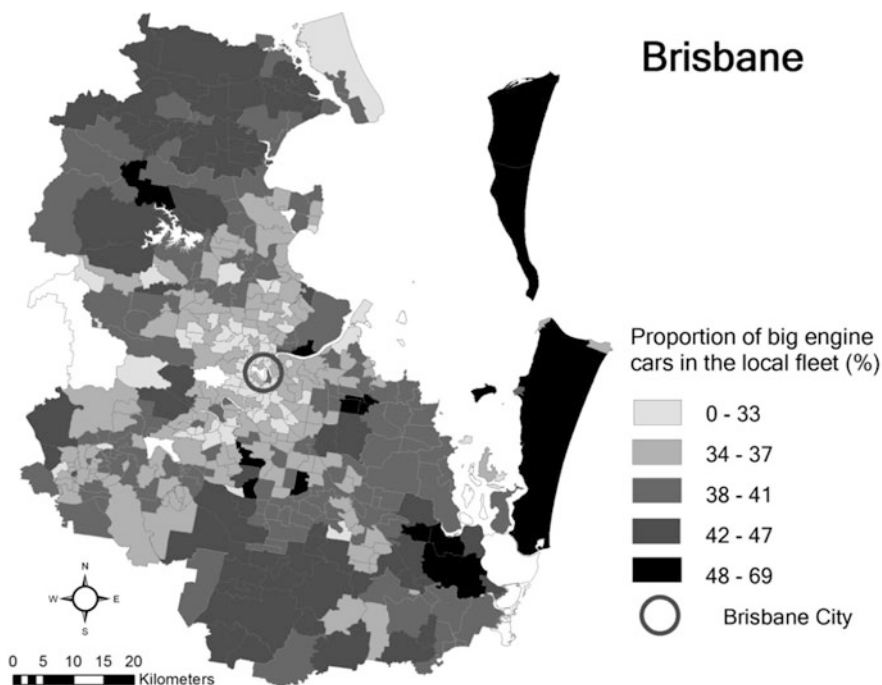 Brisbane
Proportion of big engine
cars in the local fleet (%)
0 - 33
34 - 37
38 - 41
42 - 47
48 - 69
Brisbane City
N
W
E
S
0 5 10 15 20
Kilometers